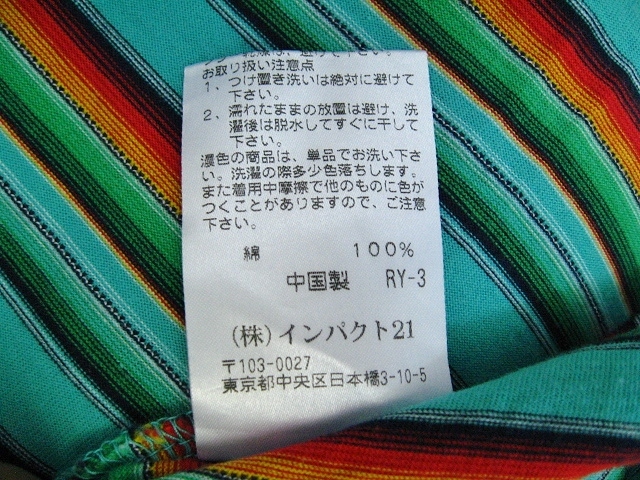 お取り扱い注意点
1、つけ置き洗いは絶対に避けて
下さい。
2、濡れたままの放置は避け、洗
濯後は脱水してすぐに干して
下さい。
濃色の商品は、単品でお洗い下さ
さい。洗濯の際多少色落ちします。
また着用中摩擦で他のものに色が
つくことがありますので、ご注意
下さい。
綿 100%
中国製 RY-3
(株)インパクト21
〒103-0027
東京都中央区日本橋3-10-5